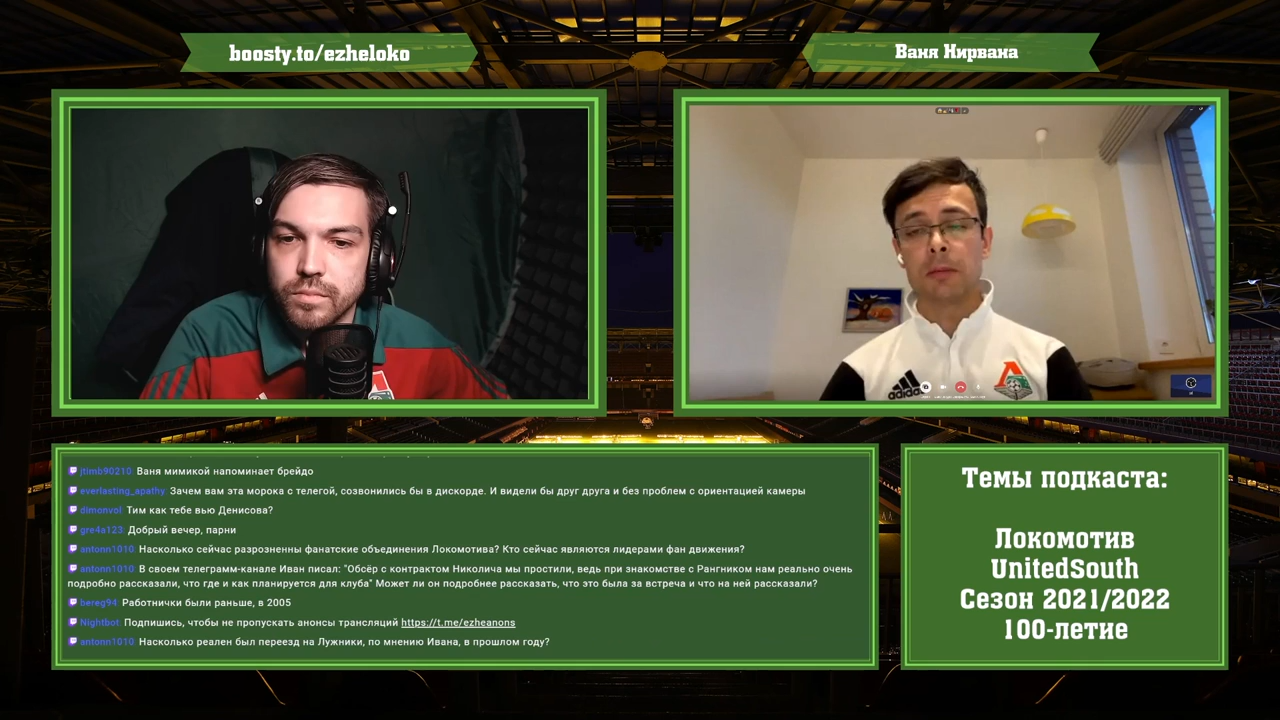 boosty.to/ezheloko
Ваня Нирвана
adidas
jtimb90210: Ваня мимикой напоминает брейдо
everlasting_apathy: Зачем вам эта морока с телегой, созвонились бы в дискорде. И видели бы друг друга и без проблем с ориентацией камеры
dimonvol: Тим как тебе вью Денисова?
gre4a123: Добрый вечер, парни
antonn1010: Насколько сейчас разрозненны фанатские объединения Локомотива? Кто сейчас являются лидерами фан движения?
antonn1010: В своем телеграмм-канале Иван писал: "Обсёр с контрактом Николича мы простили, ведь при знакомстве с Рангником нам реально очень
подробно рассказали, что где и как планируется для клуба" Может ли он подробнее рассказать, что это была за встреча и что на ней рассказали?
bereg94: Работнички были раньше, в 2005
Nightbot: Подпишись, чтобы не пропускать анонсы трансляций https://t.me/ezheanons
antonn1010: Насколько реален был переезд на Лужники, по мнению Ивана, в прошлом году?
Темы подкаста:
Локомотив
UnitedSouth
Сезон 2021/2022
100-летие